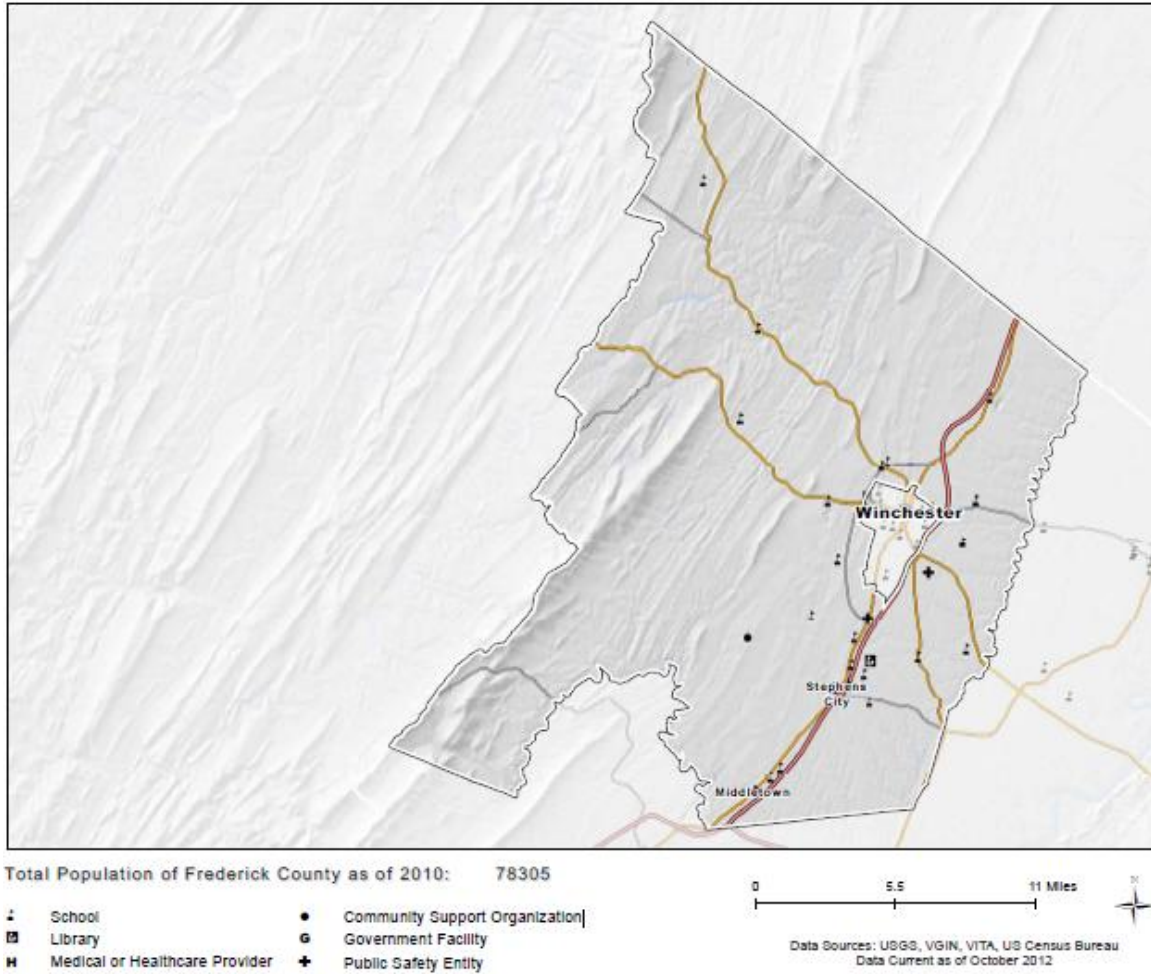 Winchester
Stephens
City
Middletown
Total Population of Frederick County as of 2010: 78305
0 5.5 11 Miles
N
School
Library
H Medical or Healthcare Provider
Community Support Organization
G Government Facility
Public Safety Entity
Data Sources: USGS, VGIN, VITA, US Census Bureau
Data Current as of October 2012